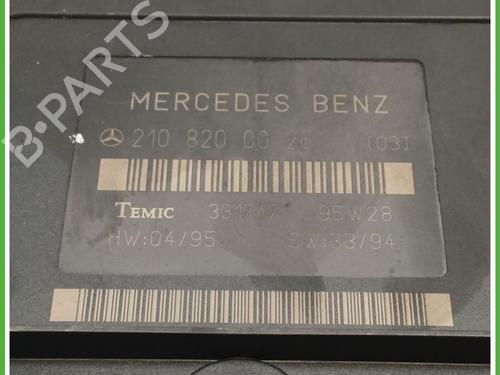 B-PARTS
MERCEDES BENZ
210 820 00 26 [03]
TEMIC 331747 95W28
HW:04/95 SW:33/94